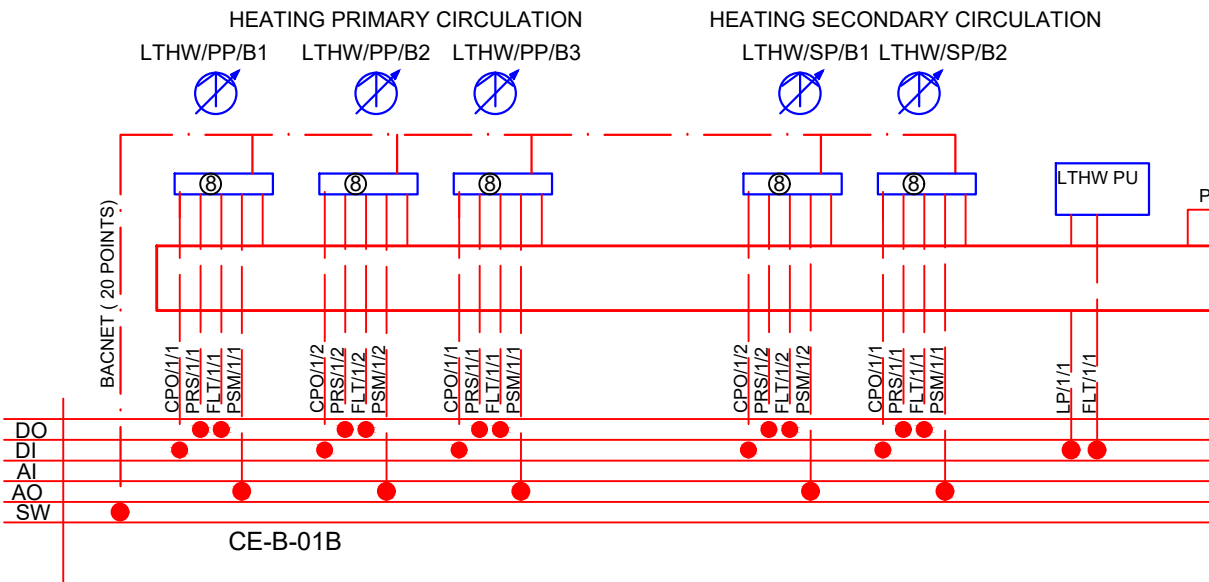 HEATING PRIMARY CIRCULATION
HEATING SECONDARY CIRCULATION
LTHW/PP/B1
LTHW/PP/B2
LTHW/PP/B3
LTHW/SP/B1
LTHW/SP/B2
8
8
8
8
8
LTHW PU
P
BACNET ( 20 POINTS)
CPO/1/1
PRS/1/1
FLT/1/1
PSM/1/1
CPO/1/2
PRS/1/2
FLT/1/2
PSM/1/2
CPO/1/1
PRS/1/1
FLT/1/1
PSM/1/1
CPO/1/2
PRS/1/2
FLT/1/2
PSM/1/2
CPO/1/1
PRS/1/1
FLT/1/1
PSM/1/1
LP/1/1
FLT/1/1
DO
DI
AI
AO
SW
CE-B-01B